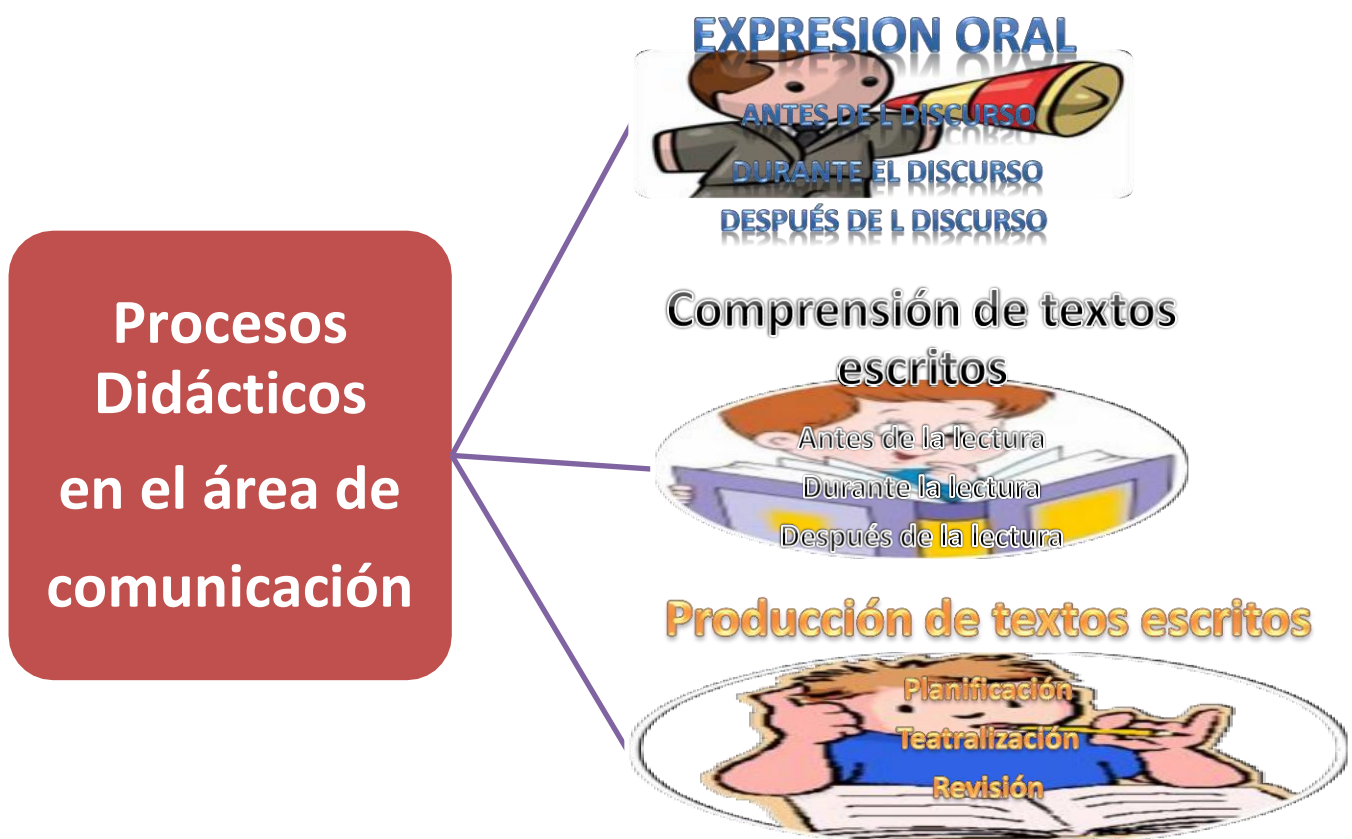 Procesos
Didácticos
en el área de
comunicación
EXPRESION ORAL
ANTES DE L DISCURSO
DURANTE EL DISCURSO
DESPUÉS DE L DISCURSO
Comprensión de textos
escritos
Antes de la lectura
Durante la lectura
Después de la lectura
Producción de textos escritos
Planificación
Teatralización
Revisión